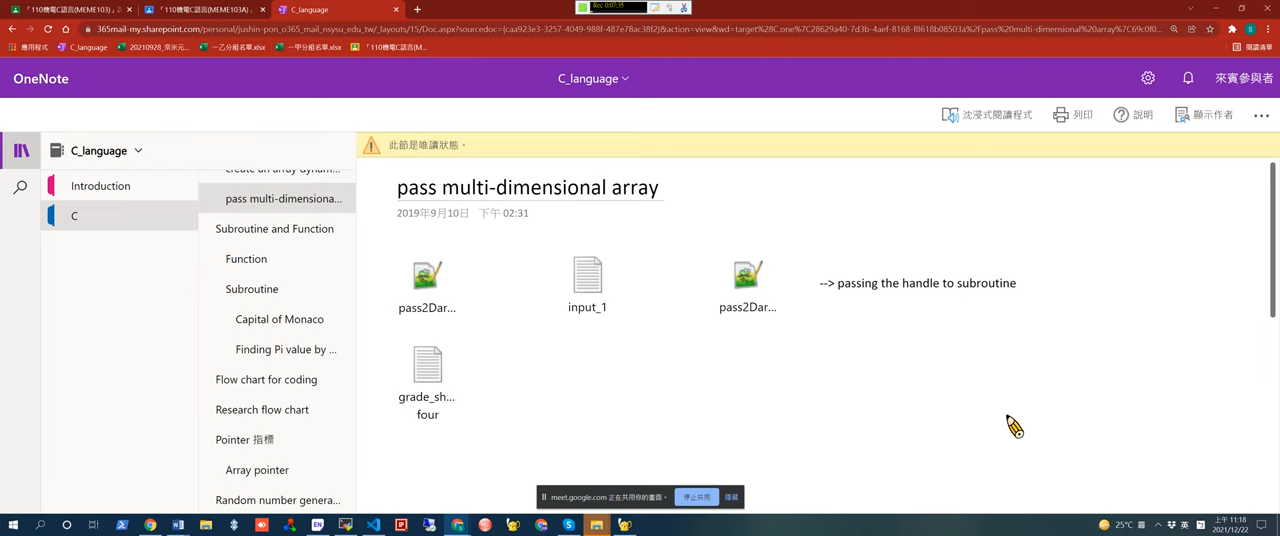 「110機電C語言(MEME103)」
「110機電C語言(MEME103A)」
C_language
Rec 0:07:35
365mail-my.sharepoint.com/personal/jushin-pon_o365_mail_nsysu_edu_tw/_layouts/15/Doc.aspx?sourcedoc={caa923e3-3257-4049-988f-487e78ac38f2}&action=view&wd=target%28C.one%7C28629a40-7d3b-4aef-8168-f8618b08503a%2Fpass%20multi-dimensional%20array%7C69c0f0...
應用程式
C_language
20210928_奈米元...
一乙分組名單.xlsx
一甲分組名單.xlsx
「110機電C語言(M...
閱讀清單
OneNote
C_language
來賓參與者
沈浸式閱讀程式
列印
說明
顯示作者
C_language
此節是唯讀狀態。
Introduction
C
create an array dynam...
pass multi-dimensiona...
Subroutine and Function
Function
Subroutine
Capital of Monaco
Finding Pi value by ...
Flow chart for coding
Research flow chart
Pointer 指標
Array pointer
Random number genera...
pass multi-dimensional array
2019年9月10日 下午 02:31
pass2Dar...
input_1
pass2Dar...
--> passing the handle to subroutine
grade_sh...
four
meet.google.com 正在共用你的畫面。
停止共用
隱藏
25°C
英
上午 11:18
2021/12/22